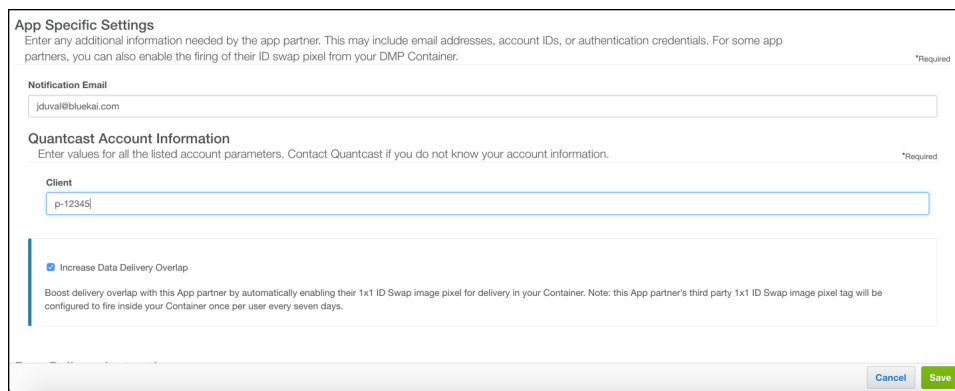 App Specific Settings
Enter any additional information needed by the app partner. This may include email addresses, account IDs, or authentication credentials. For some app
partners, you can also enable the firing of their ID swap pixel from your DMP Container.
*Required
Notification Email
jduval@bluekai.com
Quantcast Account Information
Enter values for all the listed account parameters. Contact Quantcast if you do not know your account information.
*Required
Client
p-12345
Increase Data Delivery Overlap
Boost delivery overlap with this App partner by automatically enabling their 1x1 ID Swap image pixel for delivery in your Container. Note: this App partner's third party 1x1 ID Swap image pixel tag will be
configured to fire inside your Container once per user every seven days.
Cancel
Save